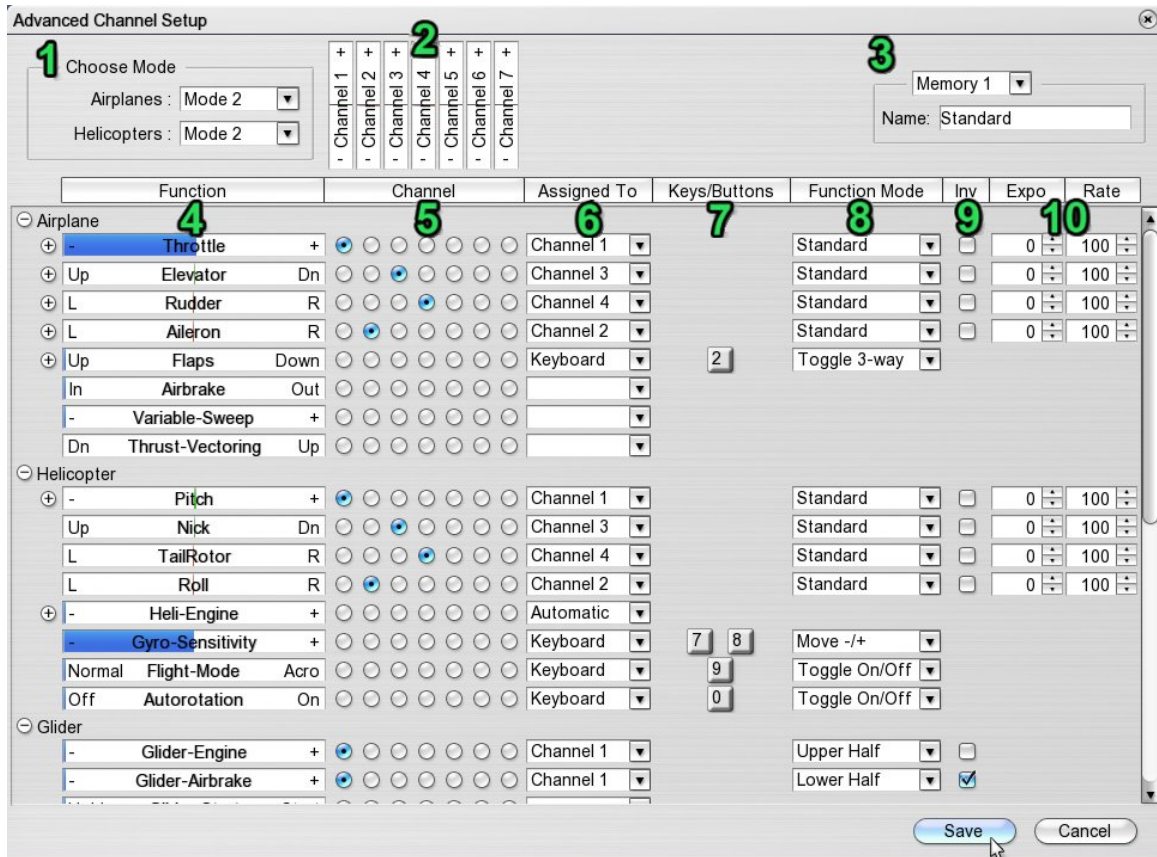 Advanced Channel Setup
1
Choose Mode
Airplanes : Mode 2
Helicopters : Mode 2
2
- Channel 1 +
- Channel 2 +
- Channel 3 +
- Channel 4 +
- Channel 5 +
- Channel 6 +
- Channel 7 +
3
Memory 1
Name: Standard
Function Channel Assigned To Keys/Buttons Function Mode Inv Expo Rate
4 5 6 7 8 9 10
Airplane
- Throttle + Channel 1 Standard 0 100
Up Elevator Dn Channel 3 Standard 0 100
L Rudder R Channel 4 Standard 0 100
L Aileron R Channel 2 Standard 0 100
Up Flaps Down Keyboard 2 Toggle 3-way
In Airbrake Out
- Variable-Sweep +
Dn Thrust-Vectoring Up
Helicopter
- Pitch + Channel 1 Standard 0 100
Up Nick Dn Channel 3 Standard 0 100
L TailRotor R Channel 4 Standard 0 100
L Roll R Channel 2 Standard 0 100
- Heli-Engine + Automatic
- Gyro-Sensitivity + Keyboard 7 8 Move -/+
Normal Flight-Mode Acro Keyboard 9 Toggle On/Off
Off Autorotation On Keyboard 0 Toggle On/Off
Glider
- Glider-Engine + Channel 1 Upper Half
- Glider-Airbrake + Channel 1 Lower Half
Save Cancel